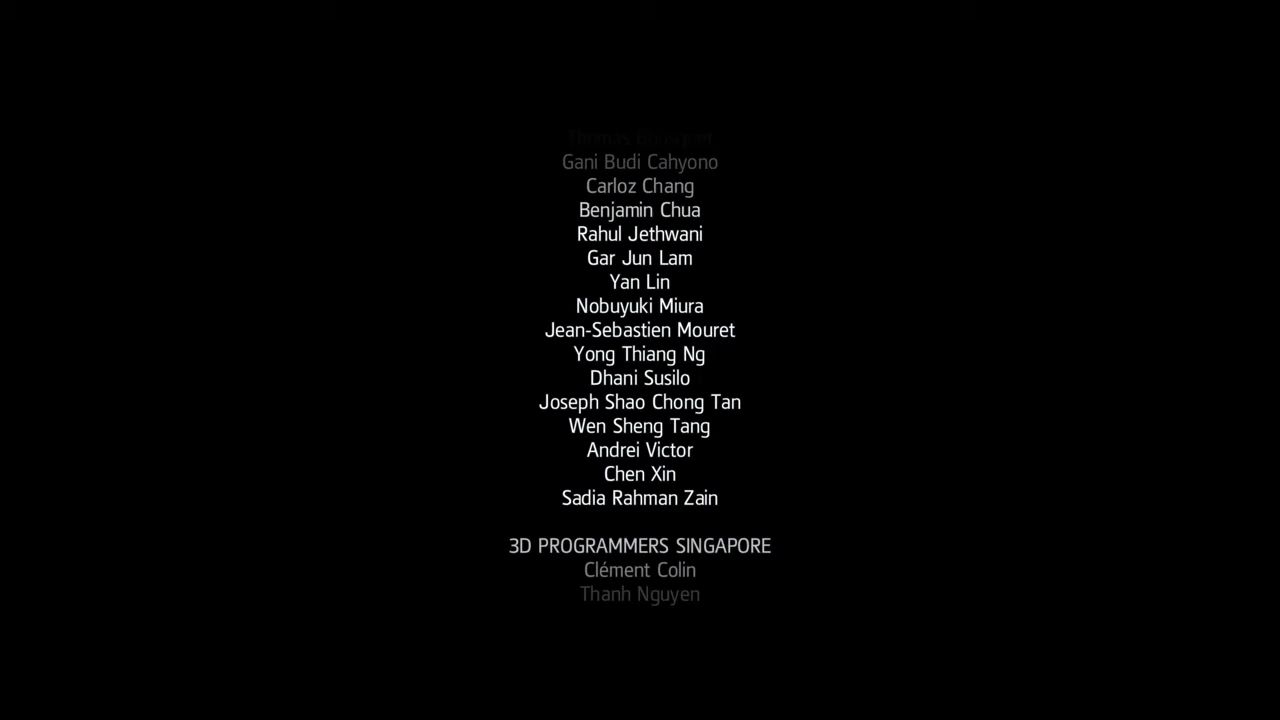 Thomas Bousquet
Gani Budi Cahyono
Carloz Chang
Benjamin Chua
Rahul Jethwani
Gar Jun Lam
Yan Lin
Nobuyuki Miura
Jean-Sebastien Mouret
Yong Thiang Ng
Dhani Susilo
Joseph Shao Chong Tan
Wen Sheng Tang
Andrei Victor
Chen Xin
Sadia Rahman Zain
3D PROGRAMMERS SINGAPORE
Clément Colin
Thanh Nguyen